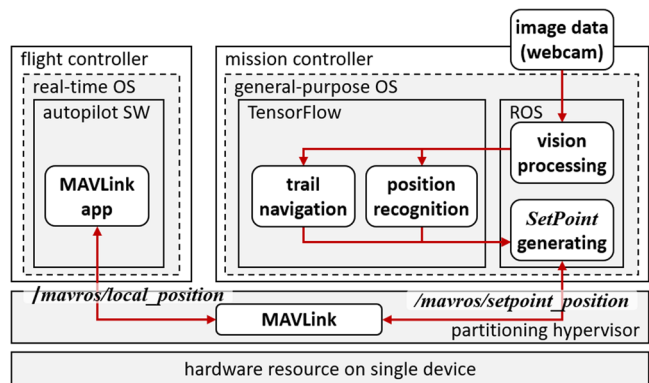 image data
(webcam)
flight controller
mission controller
real-time OS
general-purpose OS
autopilot SW
TensorFlow
ROS
vision
processing
MAVLink
app
trail
navigation
position
recognition
SetPoint
generating
/mavros/local_position
/mavros/setpoint_position
MAVLink
partitioning hypervisor
hardware resource on single device